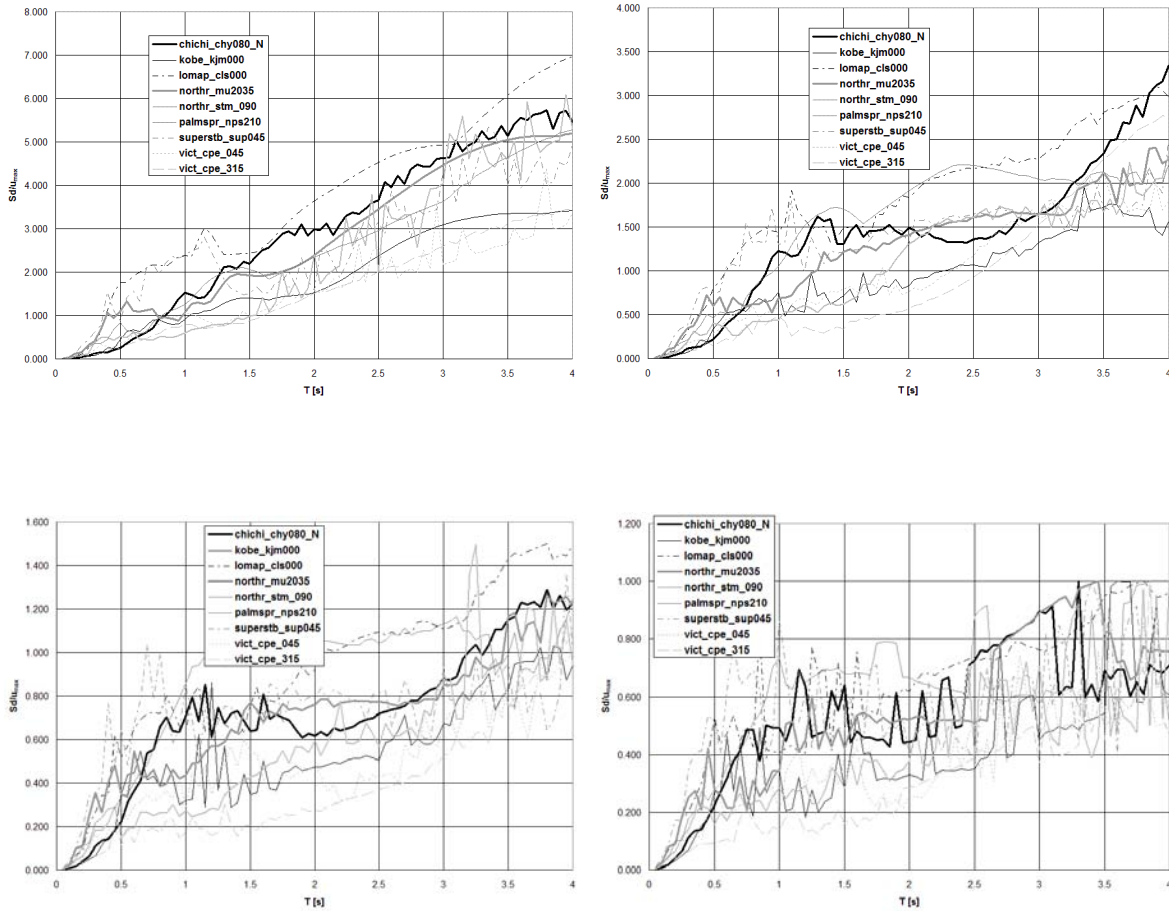 8.000
7.000
6.000
5.000
4.000
3.000
2.000
1.000
0.000
Sd/umax
0 0.5 1 1.5 2 2.5 3 3.5 4
T [s]
chichi_chy080_N
kobe_kjm000
lomap_cls000
northr_mu2035
northr_stm_090
palmspr_nps210
superstb_sup045
vict_cpe_045
vict_cpe_315
4.000
3.500
3.000
2.500
2.000
1.500
1.000
0.500
0.000
Sd/umax
0 0.5 1 1.5 2 2.5 3 3.5 4
T [s]
chichi_chy080_N
kobe_kjm000
lomap_cls000
northr_mu2035
northr_stm_090
palmspr_nps210
superstb_sup045
vict_cpe_045
vict_cpe_315
1.600
1.400
1.200
1.000
0.800
0.600
0.400
0.200
0.000
Sd/umax
0 0.5 1 1.5 2 2.5 3 3.5 4
T [s]
chichi_chy080_N
kobe_kjm000
lomap_cls000
northr_mu2035
northr_stm_090
palmspr_nps210
superstb_sup045
vict_cpe_045
vict_cpe_315
1.200
1.000
0.800
0.600
0.400
0.200
0.000
Sd/umax
0 0.5 1 1.5 2 2.5 3 3.5 4
T [s]
chichi_chy080_N
kobe_kjm000
lomap_cls000
northr_mu2035
northr_stm_090
palmspr_nps210
superstb_sup045
vict_cpe_045
vict_cpe_315